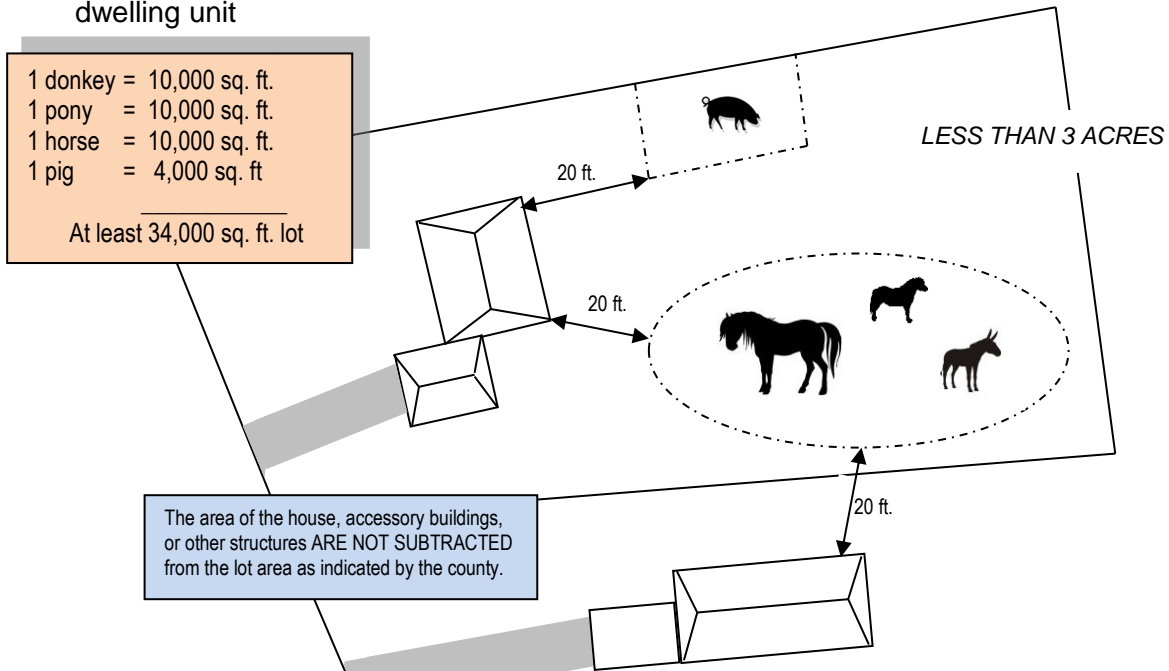 dwelling unit
1 donkey = 10,000 sq. ft.
1 pony = 10,000 sq. ft.
1 horse = 10,000 sq. ft.
1 pig = 4,000 sq. ft
At least 34,000 sq. ft. lot
LESS THAN 3 ACRES
20 ft.
20 ft.
20 ft.
The area of the house, accessory buildings,
or other structures ARE NOT SUBTRACTED
from the lot area as indicated by the county.